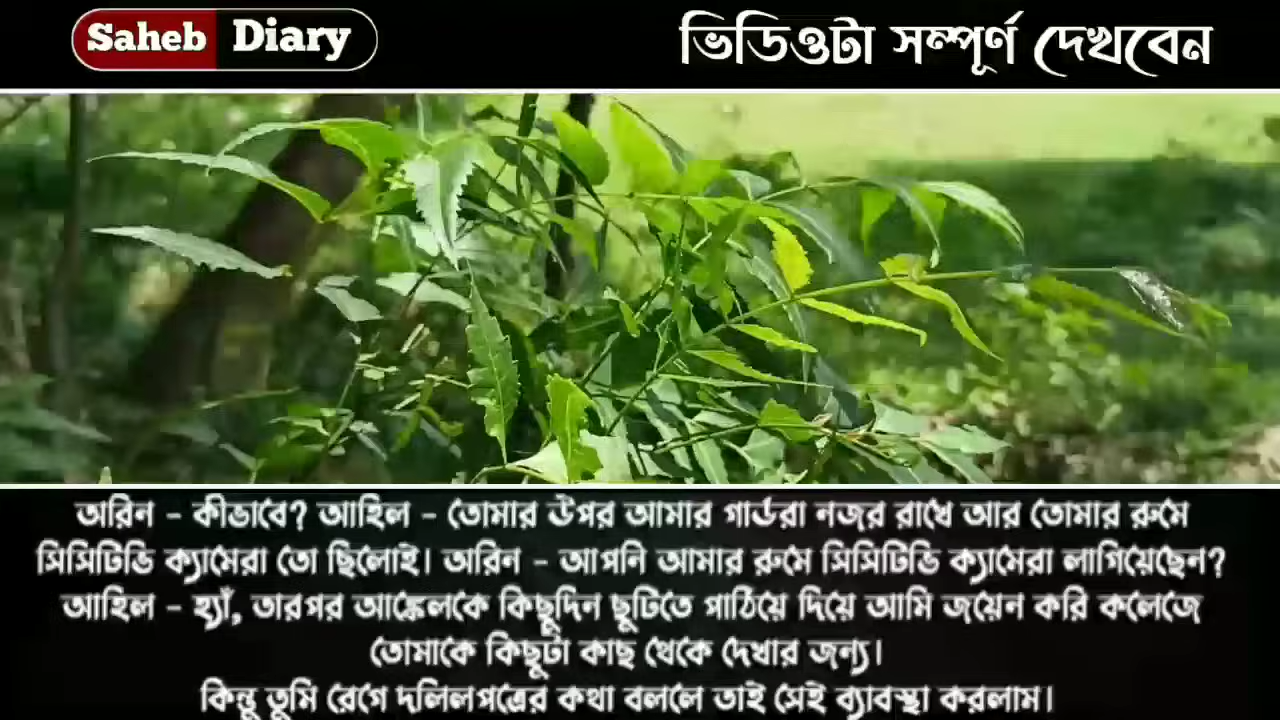 Saheb Diary
ভিডিওটা সম্পূর্ণ দেখবেন
অরিন - কীভাবে? আহিল - তোমার উপর আমার গার্ডরা নজর রাখে আর তোমার রুমে
সিসিটিভি ক্যামেরা তো ছিলোই। অরিন - আপনি আমার রুমে সিসিটিভি ক্যামেরা লাগিয়েছেন?
আহিল - হ্যাঁ, তারপর আঙ্কেলকে কিছুদিন ছুটিতে পাঠিয়ে দিয়ে আমি জয়েন করি কলেজে
তোমাকে কিছুটা কাছ থেকে দেখার জন্য।
কিন্তু তুমি রেগে দলিলপত্রের কথা বললে তাই সেই ব্যাবস্থা করলাম।